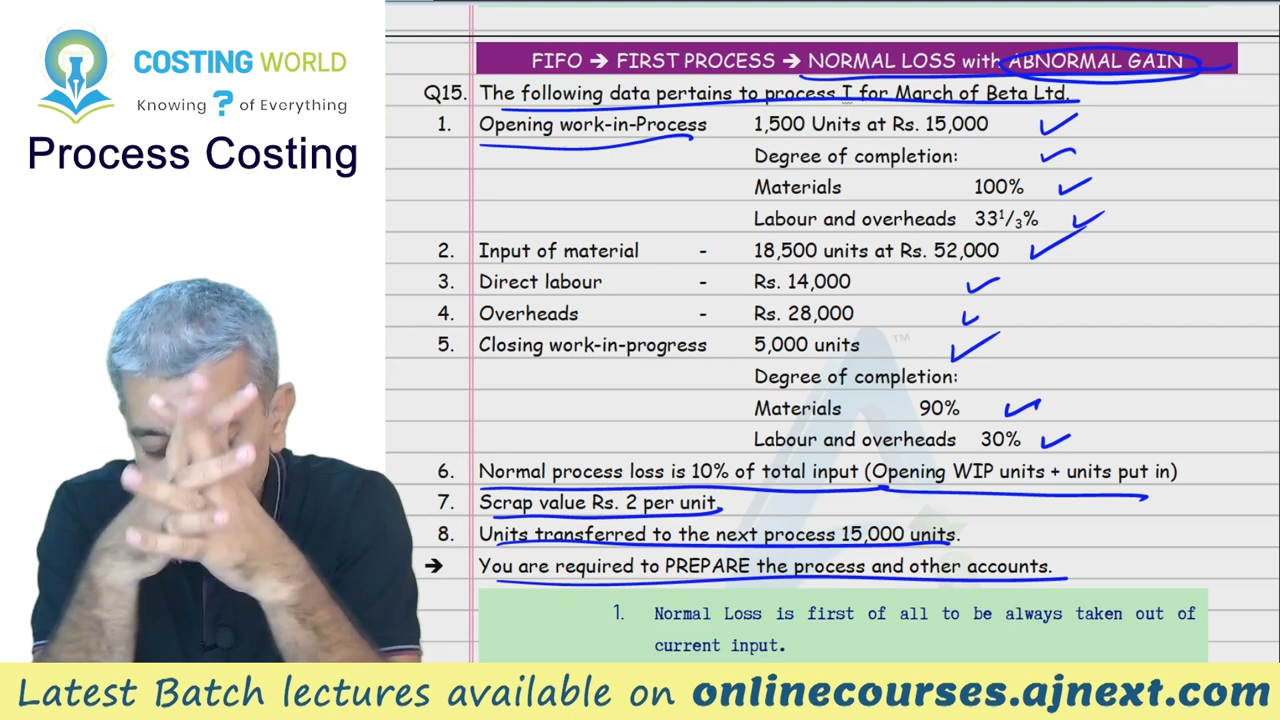 COSTING WORLD
Knowing ? of Everything
Process Costing
FIFO ➔ FIRST PROCESS ➔ NORMAL LOSS with ABNORMAL GAIN
Q15. The following data pertains to process I for March of Beta Ltd.
1. Opening work-in-Process 1,500 Units at Rs. 15,000
Degree of completion:
Materials 100%
Labour and overheads 33 1/3%
2. Input of material - 18,500 units at Rs. 52,000
3. Direct labour - Rs. 14,000
4. Overheads - Rs. 28,000
5. Closing work-in-progress 5,000 units
Degree of completion:
Materials 90%
Labour and overheads 30%
6. Normal process loss is 10% of total input (Opening WIP units + units put in)
7. Scrap value Rs. 2 per unit.
8. Units transferred to the next process 15,000 units.
➔ You are required to PREPARE the process and other accounts.
1. Normal Loss is first of all to be always taken out of
current input.
Latest Batch lectures available on onlinecourses.ajnext.com
TM